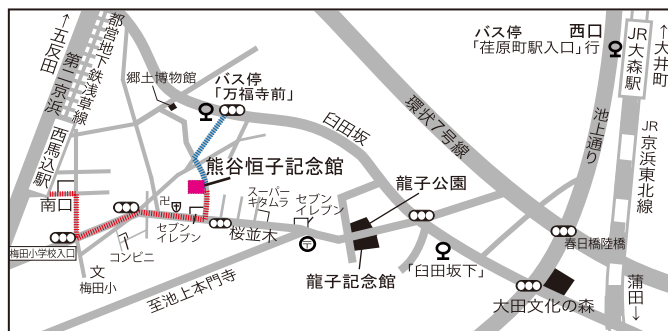 ←五反田
第二京浜
都営地下鉄浅草線
西馬込駅
南口
梅田小学校入口
文
梅田小
コンビニ
郷土博物館
バス停
「万福寺前」
熊谷恒子記念館
卍
セブン
イレブン
スーパー
キタムラ
セブン
イレブン
桜並木
〒
至池上本門寺
臼田坂
環状7号線
龍子公園
龍子記念館
「臼田坂下」
バス停
「荏原町駅入口」行
西口
JR大森駅
↑大井町
池上通り
JR京浜東北線
春日橋陸橋
大田文化の森
蒲田→